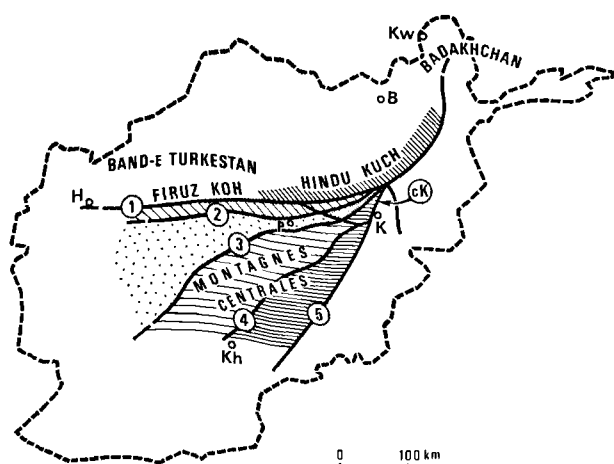 Kw
BADAKHCHAN
B
BAND-E TURKESTAN
HINDU KUCH
H
1
FIRUZ KOH
2
cK
K
3
MONTAGNES
CENTRALES
4
5
Kh
0 100 km